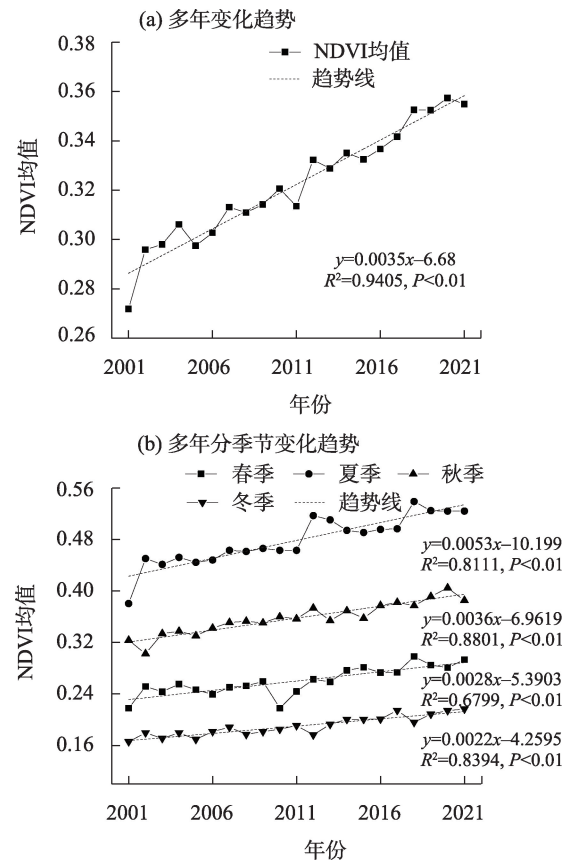 (a) 多年变化趋势
NDVI均值
趋势线
0.38
0.36
0.34
0.32
0.30
0.28
0.26
NDVI均值
y=0.0035x–6.68
R²=0.9405, P<0.01
2001 2006 2011 2016 2021
年份
(b) 多年分季节变化趋势
春季 夏季 秋季
冬季 趋势线
0.56
0.48
0.40
0.32
0.24
0.16
NDVI均值
y=0.0053x–10.199
R²=0.8111, P<0.01
y=0.0036x–6.9619
R²=0.8801, P<0.01
y=0.0028x–5.3903
R²=0.6799, P<0.01
y=0.0022x–4.2595
R²=0.8394, P<0.01
2001 2006 2011 2016 2021
年份